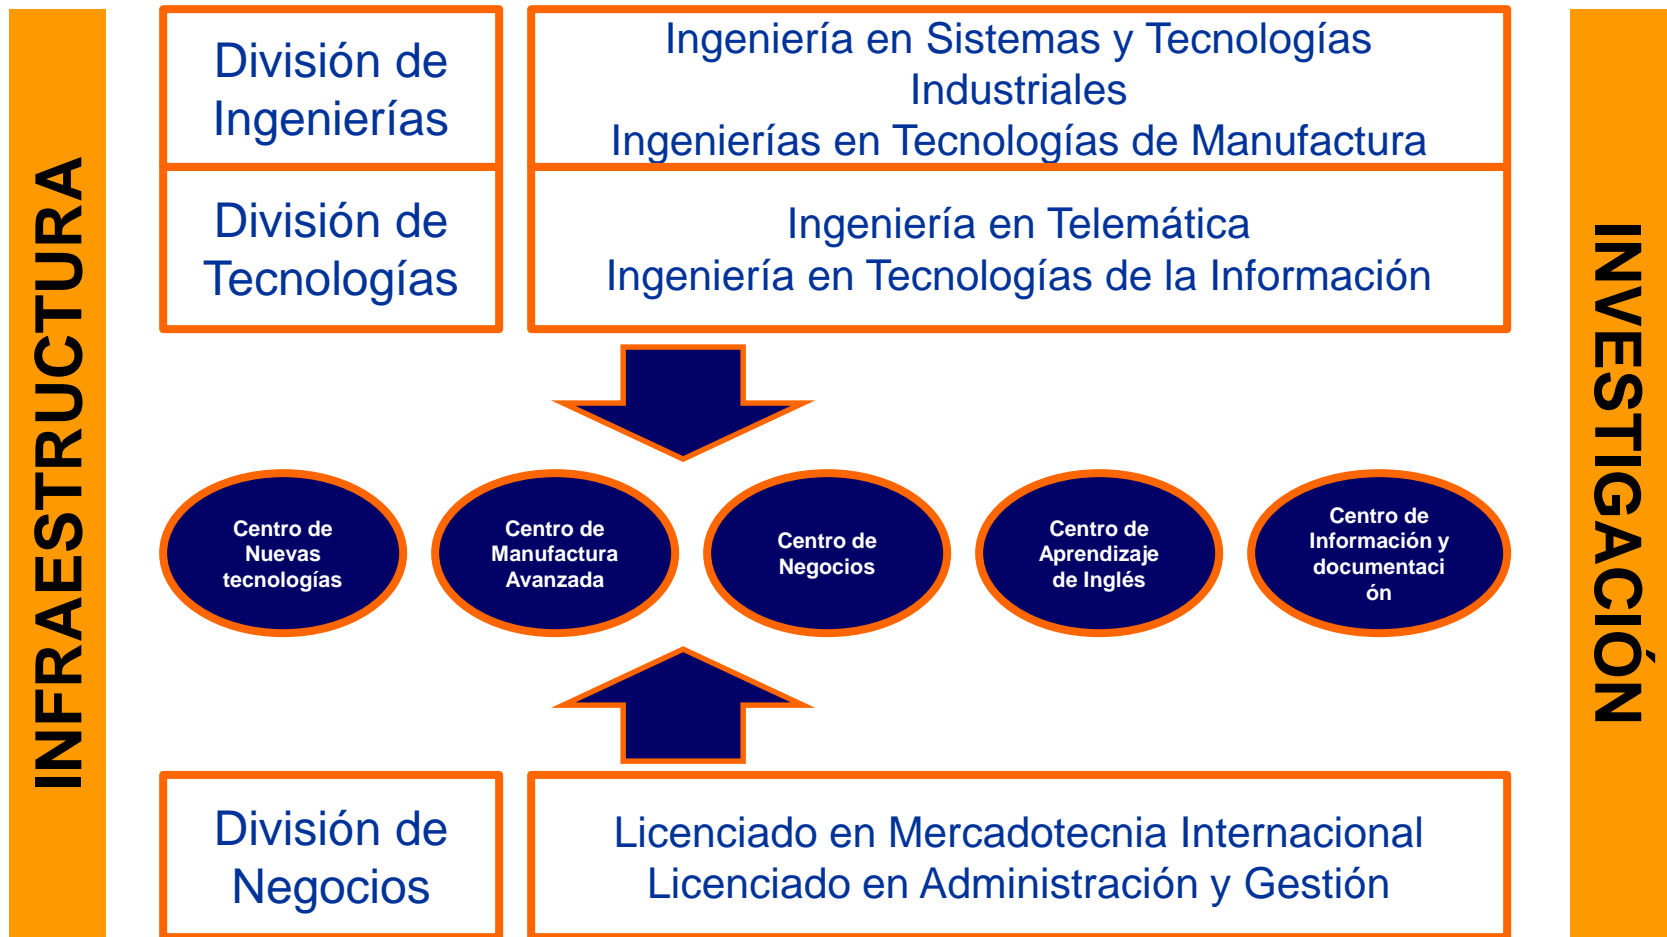 INFRAESTRUCTURA
División de
Ingenierías
Ingeniería en Sistemas y Tecnologías
Industriales
Ingenierías en Tecnologías de Manufactura
División de
Tecnologías
Ingeniería en Telemática
Ingeniería en Tecnologías de la Información
Centro de
Nuevas
tecnologías
Centro de
Manufactura
Avanzada
Centro de
Negocios
Centro de
Aprendizaje
de Inglés
Centro de
Información y
documentaci
ón
División de
Negocios
Licenciado en Mercadotecnia Internacional
Licenciado en Administración y Gestión
INVESTIGACIÓN